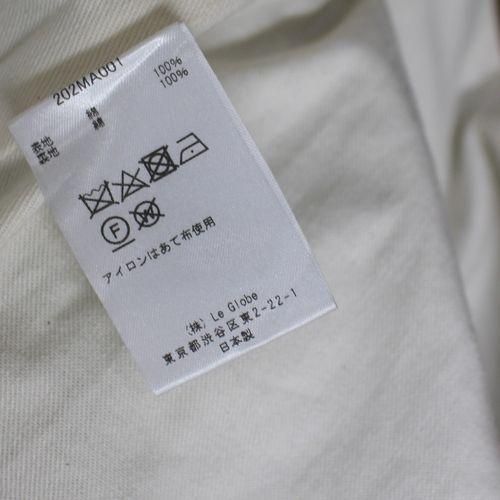 202MA001
表地 綿 100%
裏地 綿 100%
F W
アイロンはあて布使用
(株) Le Globe
東京都渋谷区東2-22-1
日本製